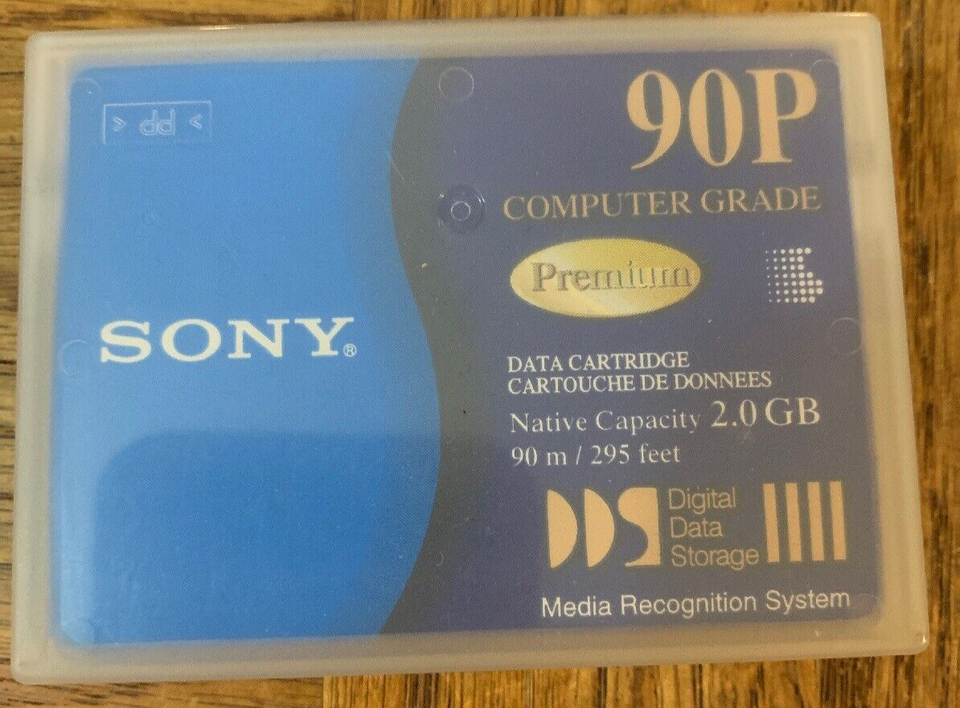 > PP <
90P
COMPUTER GRADE
Premium
SONY®
DATA CARTRIDGE
CARTOUCHE DE DONNEES
Native Capacity 2.0 GB
90 m / 295 feet
DDS Digital Data Storage
Media Recognition System